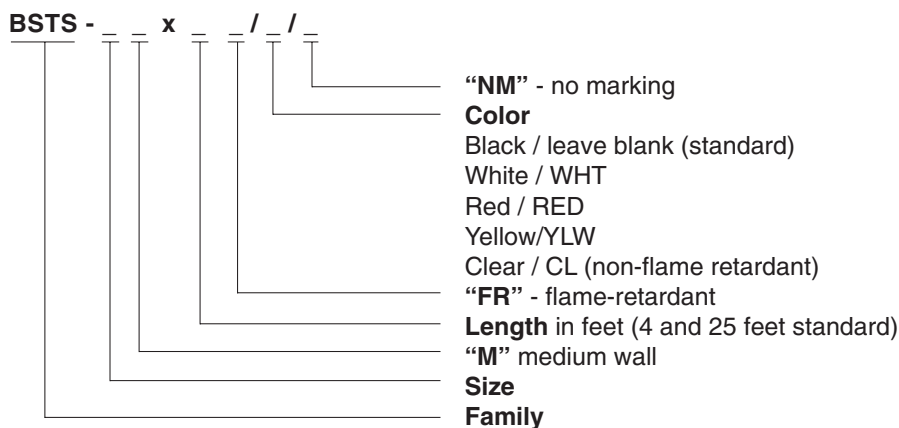 BSTS - _ _ x _ _ / _ / _
“NM” - no marking
Color
Black / leave blank (standard)
White / WHT
Red / RED
Yellow/YLW
Clear / CL (non-flame retardant)
“FR” - flame-retardant
Length in feet (4 and 25 feet standard)
“M” medium wall
Size
Family